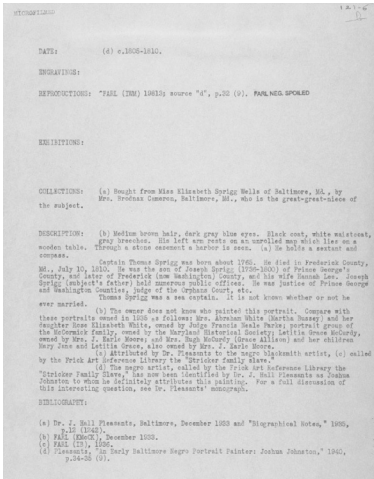 MICROFILMED
121-6
DATE: (d) c.1805-1810.
ENGRAVINGS:
REPRODUCTIONS: "FARL (INM) 19813; source "d", p.32 (9). FARL NEG. SPOILED
EXHIBITIONS:
COLLECTIONS: (a) Bought from Miss Elizabeth Sprigg Wells of Baltimore, Md., by
Mrs. Brodnax Cameron, Baltimore, Md., who is the great-great-niece of
the subject.
DESCRIPTION: (b) Medium brown hair, dark gray blue eyes. Black coat, white waistcoat,
gray breeches. His left arm rests on an unrolled map which lies on a
wooden table. Through a stone casement a harbor is seen. (a) He holds a sextant and
compass.
Captain Thomas Sprigg was born about 1765. He died in Frederick County,
Md., July 10, 1810. He was the son of Joseph Sprigg (1736-1800) of Prince George's
County, and later of Frederick (now Washington) County, and his wife Hannah Lee. Joseph
Sprigg (subject's father) held numerous public offices. He was justice of Prince George
and Washington Counties, judge of the Orphans Court, etc.
Thomas Sprigg was a sea captain. It is not known whether or not he
ever married.
(b) The owner does not know who painted this portrait. Compare with
these portraits owned in 1936 as follows: Mrs. Abraham White (Martha Bussey) and her
daughter Rose Elizabeth White, owned by Judge Francis Neale Parke; portrait group of
the McCormick family, owned by the Maryland Historical Society; Letitia Grace McCurdy,
owned by Mrs. J. Earle Moore; and Mrs. Hugh McCurdy (Grace Allison) and her children
Mary Jane and Letitia Grace, also owned by Mrs. J. Earle Moore.
(a) Attributed by Dr. Pleasants to the negro blacksmith artist, (c) called
by the Frick Art Reference Library the "Stricker family slave."
(d) The negro artist, called by the Frick Art Reference Library the
"Stricker Family Slave," has now been identified by Dr. J. Hall Pleasants as Joshua
Johnston to whom he definitely attributes this painting. For a full discussion of
this interesting question, see Dr. Pleasants' monograph.
BIBLIOGRAPHY:
(a) Dr. J. Hall Pleasants, Baltimore, December 1933 and "Biographical Notes,"
p.12 (1942).
(b) FARL December 1933.
(c) FARL 1936.
(d) Pleasants, "An Early Baltimore Negro Portrait Painter: Joshua Johnston," 1940,
p.34-35 (9).